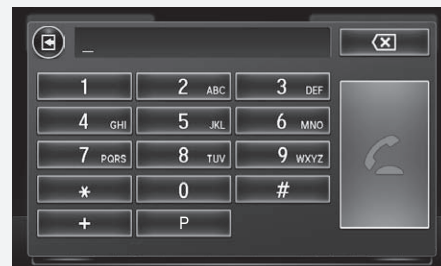 _
1 2 ABC 3 DEF
4 GHI 5 JKL 6 MNO
7 PQRS 8 TUV 9 WXYZ
* 0 #
+ P